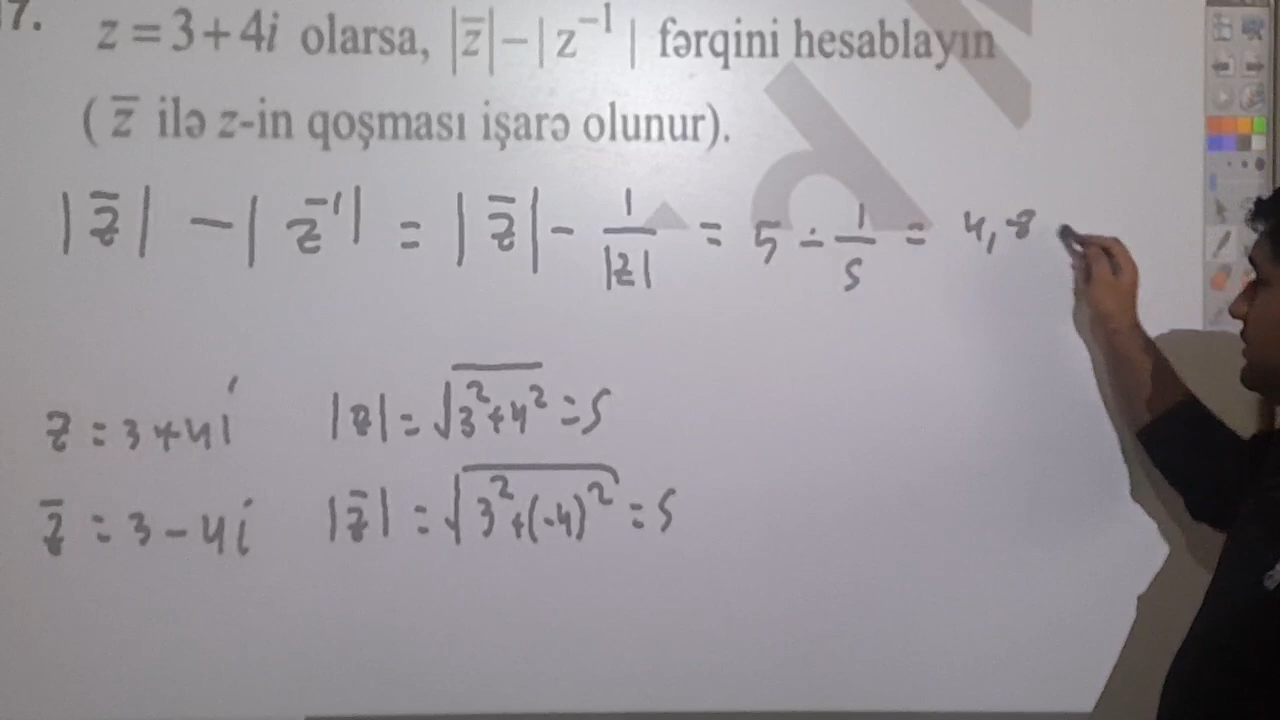 17. z = 3 + 4i olarsa, |z̅| − |z⁻¹| fərqini hesablayın
( z̅ ilə z-in qoşması işarə olunur).
|z̅| − |z⁻¹| = |z̅| - 1/|z| = 5 - 1/5 = 4,8
z = 3 + 4i |z| = √(3² + 4²) = 5
z̅ = 3 - 4i |z̅| = √(3² + (-4)²) = 5